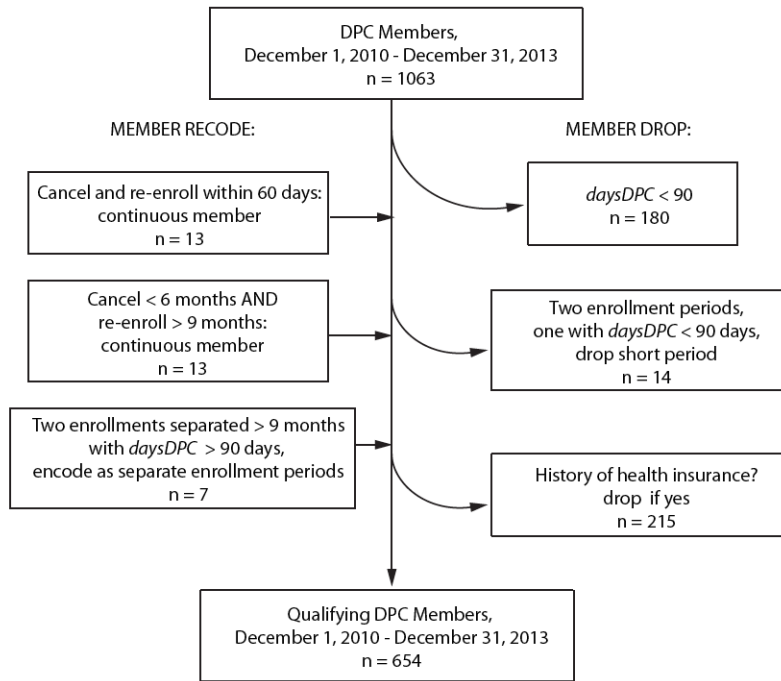 DPC Members,
December 1, 2010 - December 31, 2013
n = 1063
MEMBER RECODE:
MEMBER DROP:
Cancel and re-enroll within 60 days:
continuous member
n = 13
daysDPC < 90
n = 180
Cancel < 6 months AND
re-enroll > 9 months:
continuous member
n = 13
Two enrollment periods,
one with daysDPC < 90 days,
drop short period
n = 14
Two enrollments separated > 9 months
with daysDPC > 90 days,
encode as separate enrollment periods
n = 7
History of health insurance?
drop if yes
n = 215
Qualifying DPC Members,
December 1, 2010 - December 31, 2013
n = 654